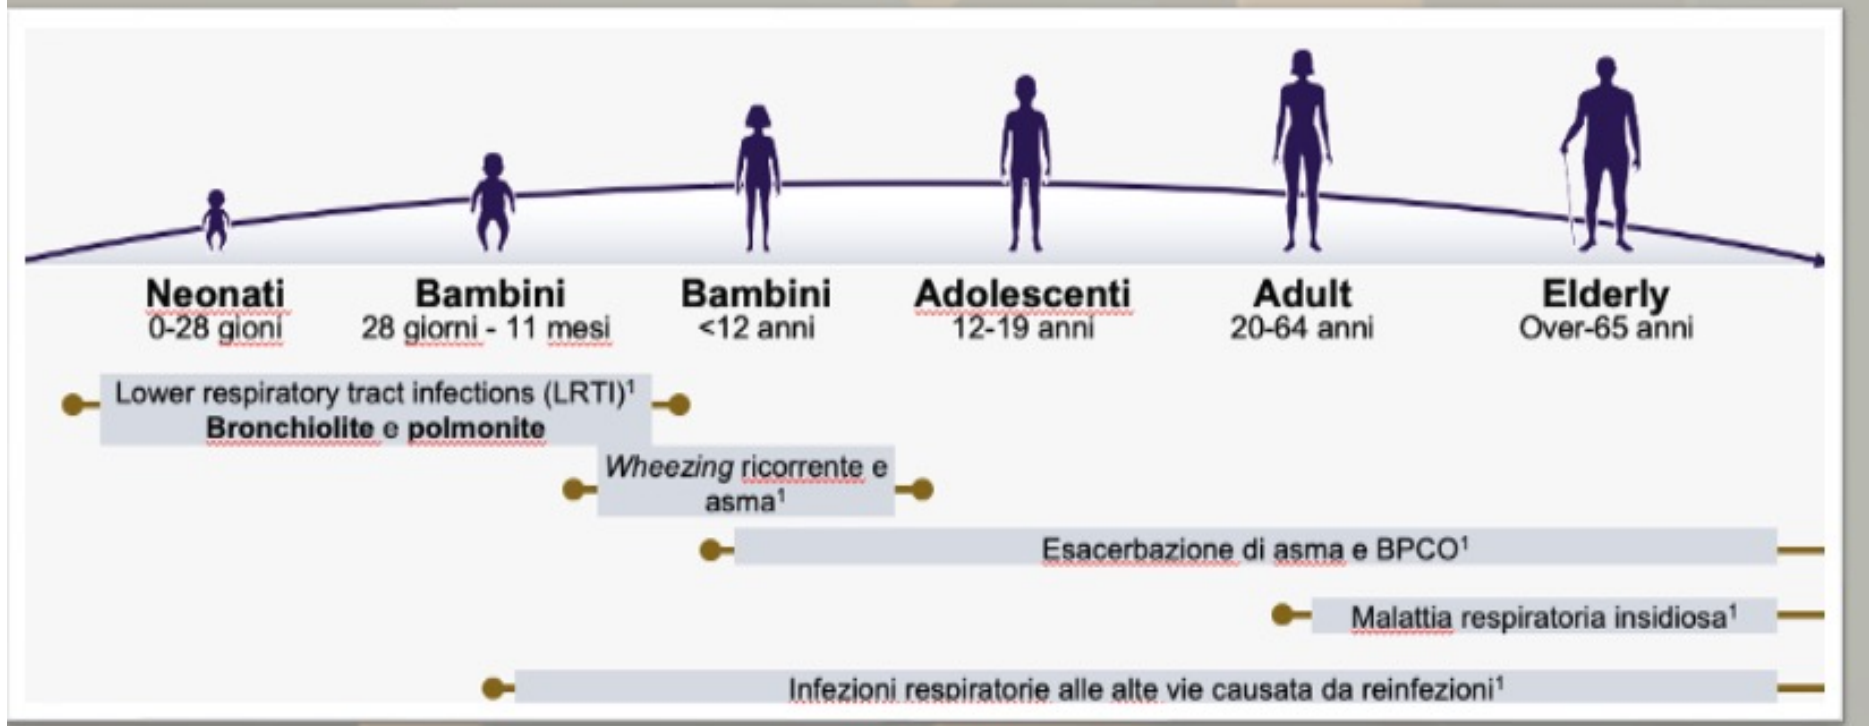 Neonati
0-28 gioni
Bambini
28 giorni - 11 mesi
Bambini
<12 anni
Adolescenti
12-19 anni
Adult
20-64 anni
Elderly
Over-65 anni
Lower respiratory tract infections (LRTI)¹
Bronchiolite e polmonite
Wheezing ricorrente e
asma¹
Esacerbazione di asma e BPCO¹
Malattia respiratoria insidiosa¹
Infezioni respiratorie alle alte vie causata da reinfezioni¹